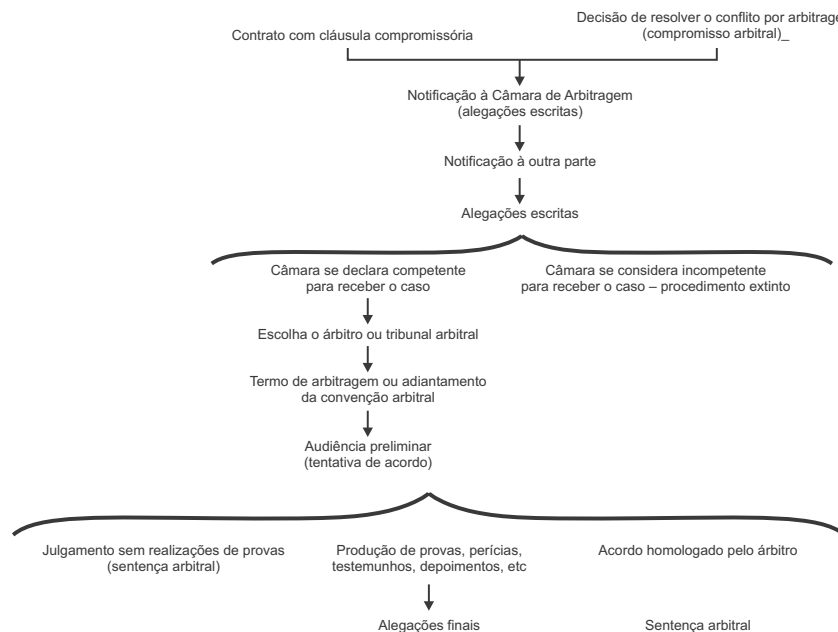 Decisão de resolver o conflito por arbitrage
Contrato com cláusula compromissória
(compromisso arbitral)_
Notificação à Câmara de Arbitragem
(alegações escritas)
Notificação à outra parte
Alegações escritas
Câmara se declara competente
para receber o caso
Câmara se considera incompetente
para receber o caso – procedimento extinto
Escolha o árbitro ou tribunal arbitral
Termo de arbitragem ou adiantamento
da convenção arbitral
Audiência preliminar
(tentativa de acordo)
Julgamento sem realizações de provas
(sentença arbitral)
Produção de provas, perícias,
testemunhos, depoimentos, etc
Acordo homologado pelo árbitro
Alegações finais
Sentença arbitral